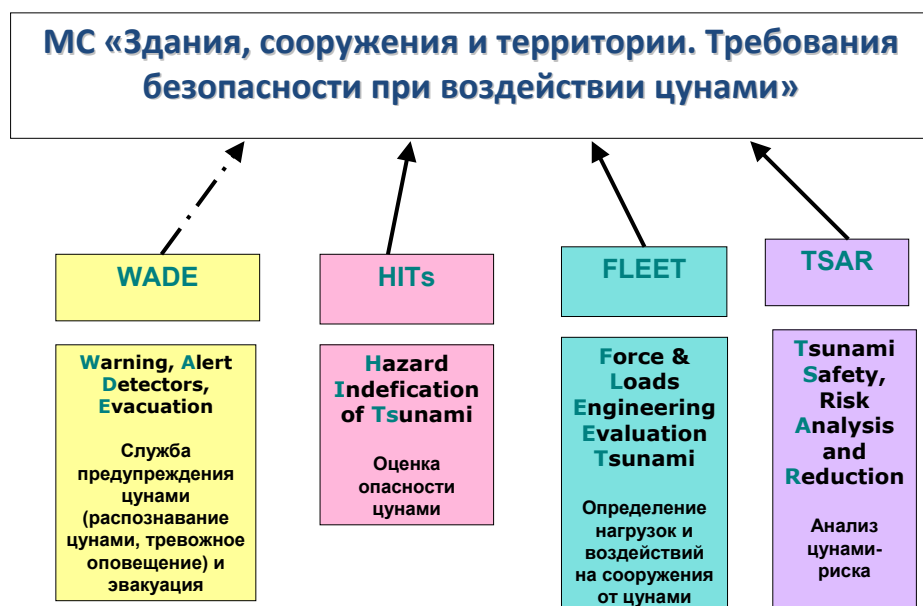 МС «Здания, сооружения и территории. Требования
безопасности при воздействии цунами»
WADE
HITs
FLEET
TSAR
Warning, Alert
Detectors,
Evacuation
Служба
предупреждения
цунами
(распознавание
цунами, тревожное
оповещение) и
эвакуация
Hazard
Indefication
of Tsunami
Оценка
опасности
цунами
Force &
Loads
Engineering
Evaluation
Tsunami
Определение
нагрузок и
воздействий
на сооружения
от цунами
Tsunami
Safety,
Risk
Analysis
and
Reduction
Анализ
цунами-
риска